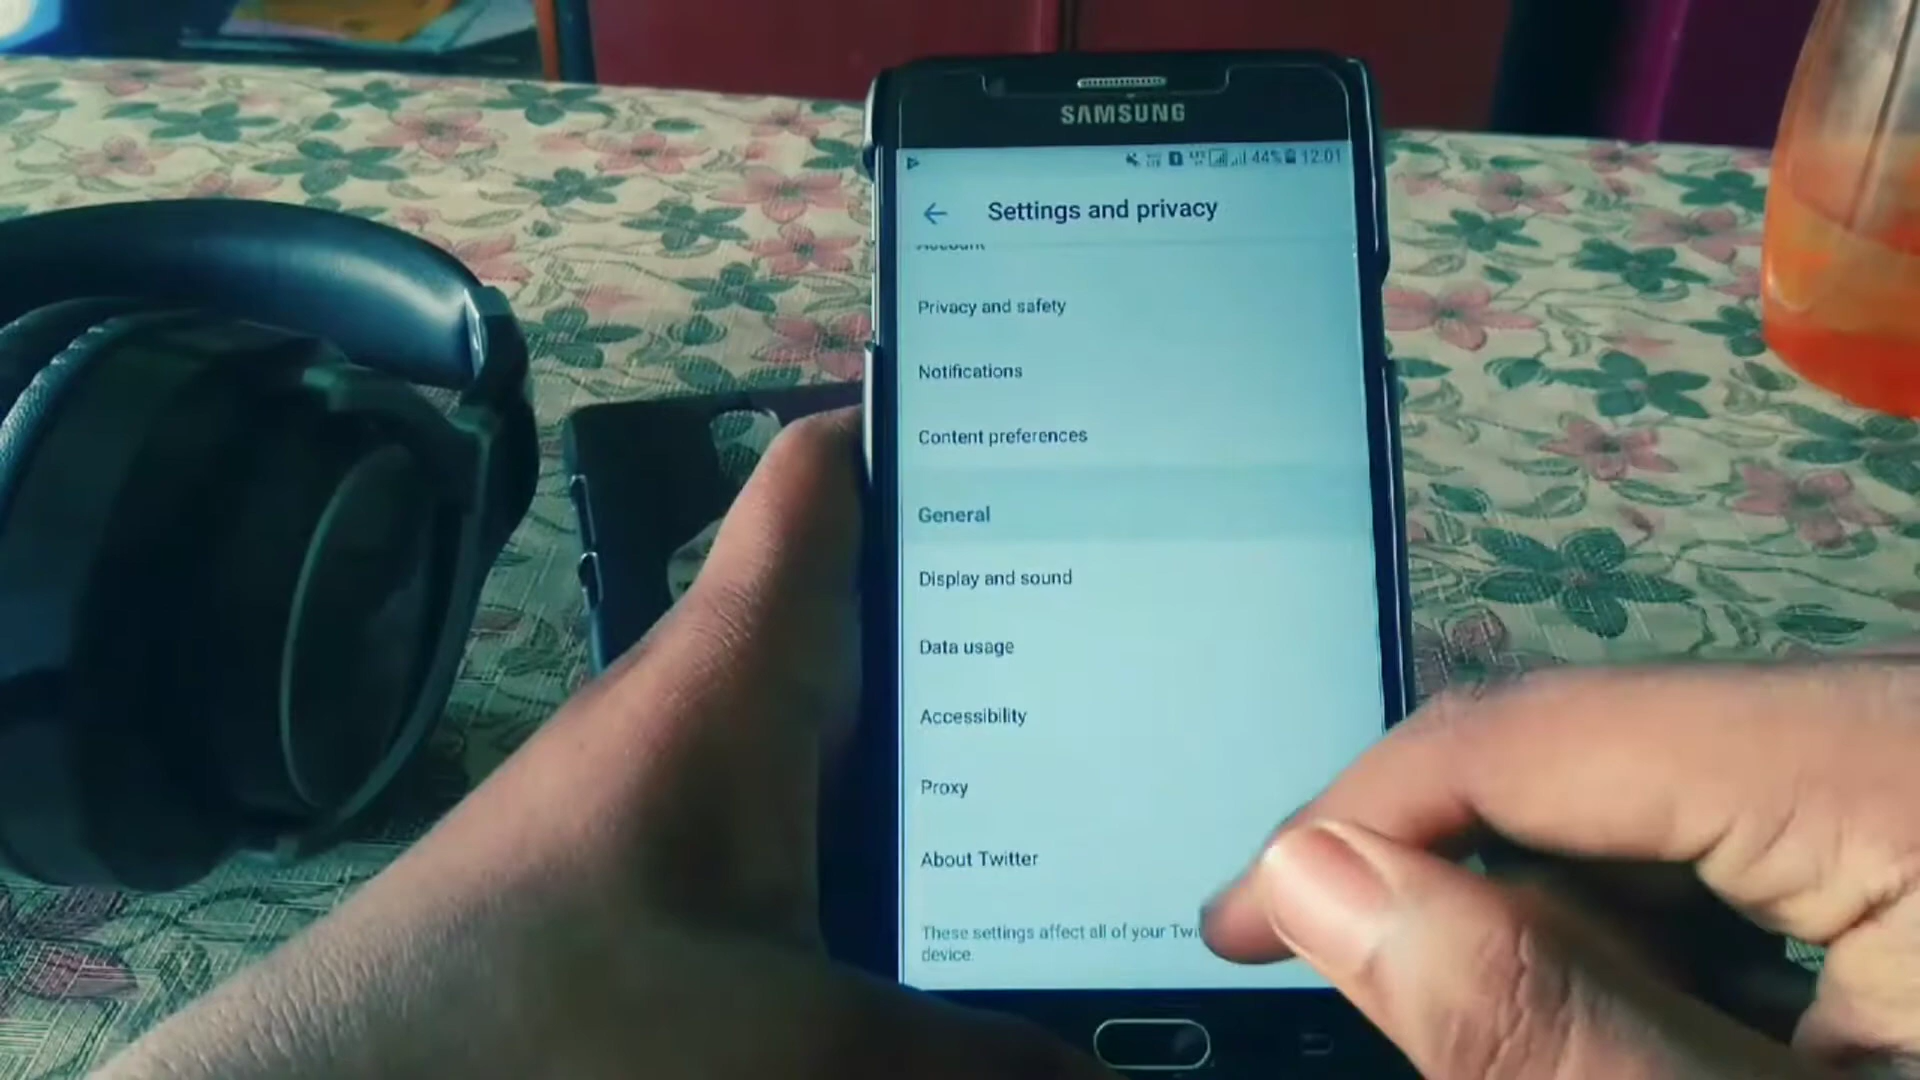 SAMSUNG
44% 12:01
Settings and privacy
Account
Privacy and safety
Notifications
Content preferences
General
Display and sound
Data usage
Accessibility
Proxy
About Twitter
These settings affect all of your
device.